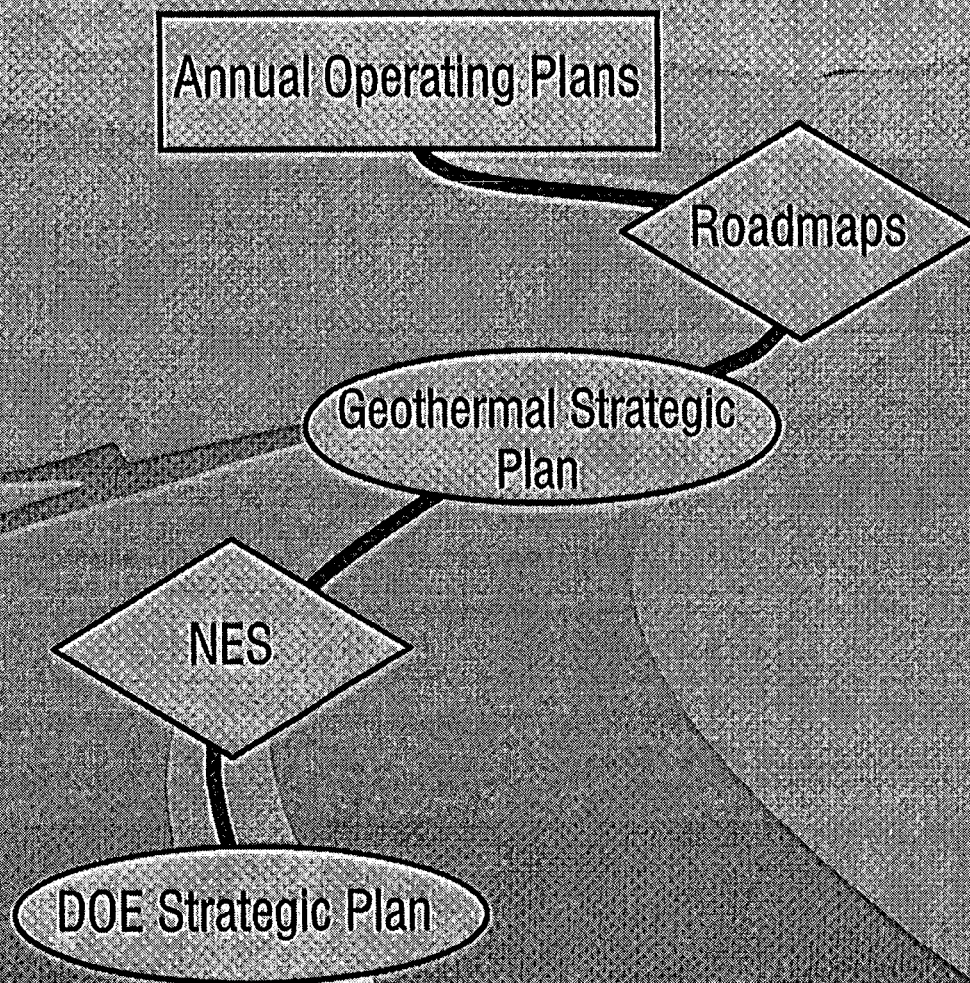 Annual Operating Plans
Roadmaps
Geothermal Strategic
Plan
NES
DOE Strategic Plan